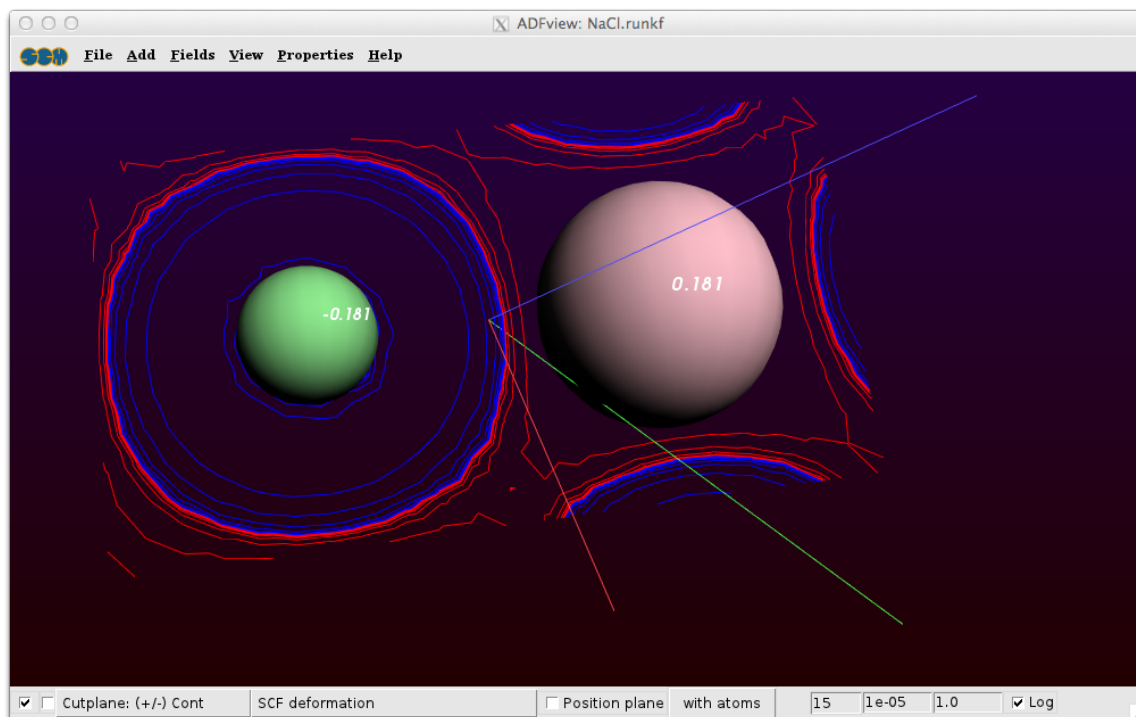 ADFview: NaCl.runkf
SCM File Add Fields View Properties Help
-0.181
0.181
Cutplane: (+/-) Cont SCF deformation Position plane with atoms 15 1e-05 1.0 Log